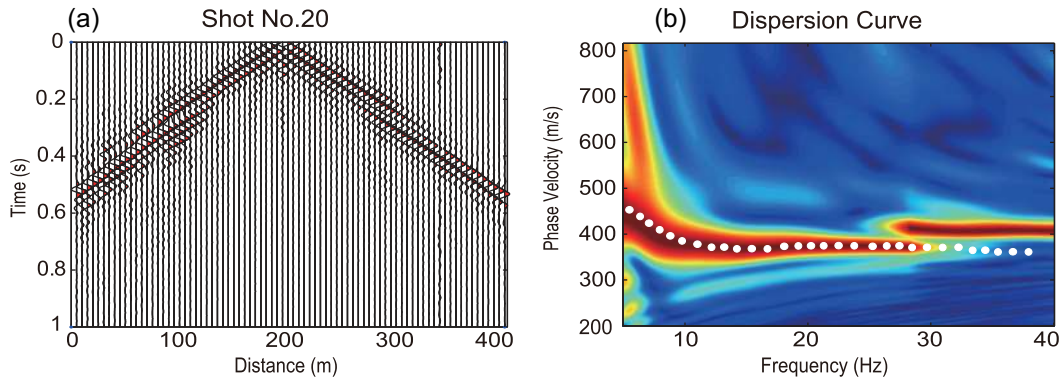 (a) Shot No.20
0
0.2
0.4
0.6
0.8
1
Time (s)
0 100 200 300 400
Distance (m)
(b) Dispersion Curve
800
700
600
500
400
300
200
Phase Velocity (m/s)
10 20 30 40
Frequency (Hz)